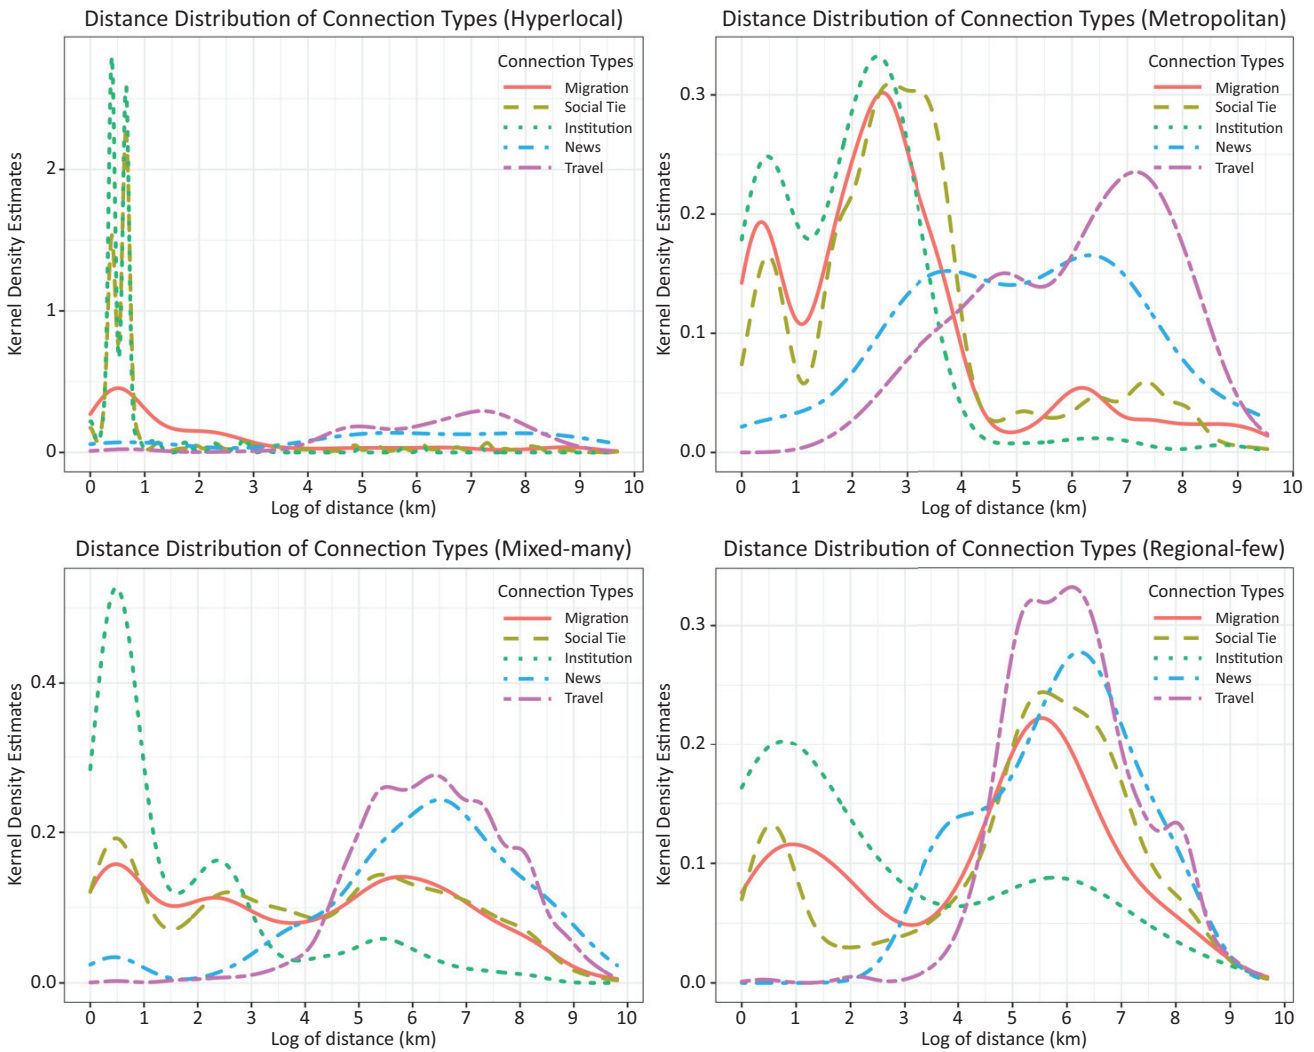 Distance Distribution of Connection Types (Hyperlocal)
Kernel Density Estimates
2
1
0
Connection Types
Migration
Social Tie
Institution
News
Travel
0 1 2 3 4 5 6 7 8 9 10
Log of distance (km)
Distance Distribution of Connection Types (Metropolitan)
Kernel Density Estimates
0.3
0.2
0.1
0.0
Connection Types
Migration
Social Tie
Institution
News
Travel
0 1 2 3 4 5 6 7 8 9 10
Log of distance (km)
Distance Distribution of Connection Types (Mixed-many)
Kernel Density Estimates
0.4
0.2
0.0
Connection Types
Migration
Social Tie
Institution
News
Travel
0 1 2 3 4 5 6 7 8 9 10
Log of distance (km)
Distance Distribution of Connection Types (Regional-few)
Kernel Density Estimates
0.3
0.2
0.1
0.0
Connection Types
Migration
Social Tie
Institution
News
Travel
0 1 2 3 4 5 6 7 8 9 10
Log of distance (km)